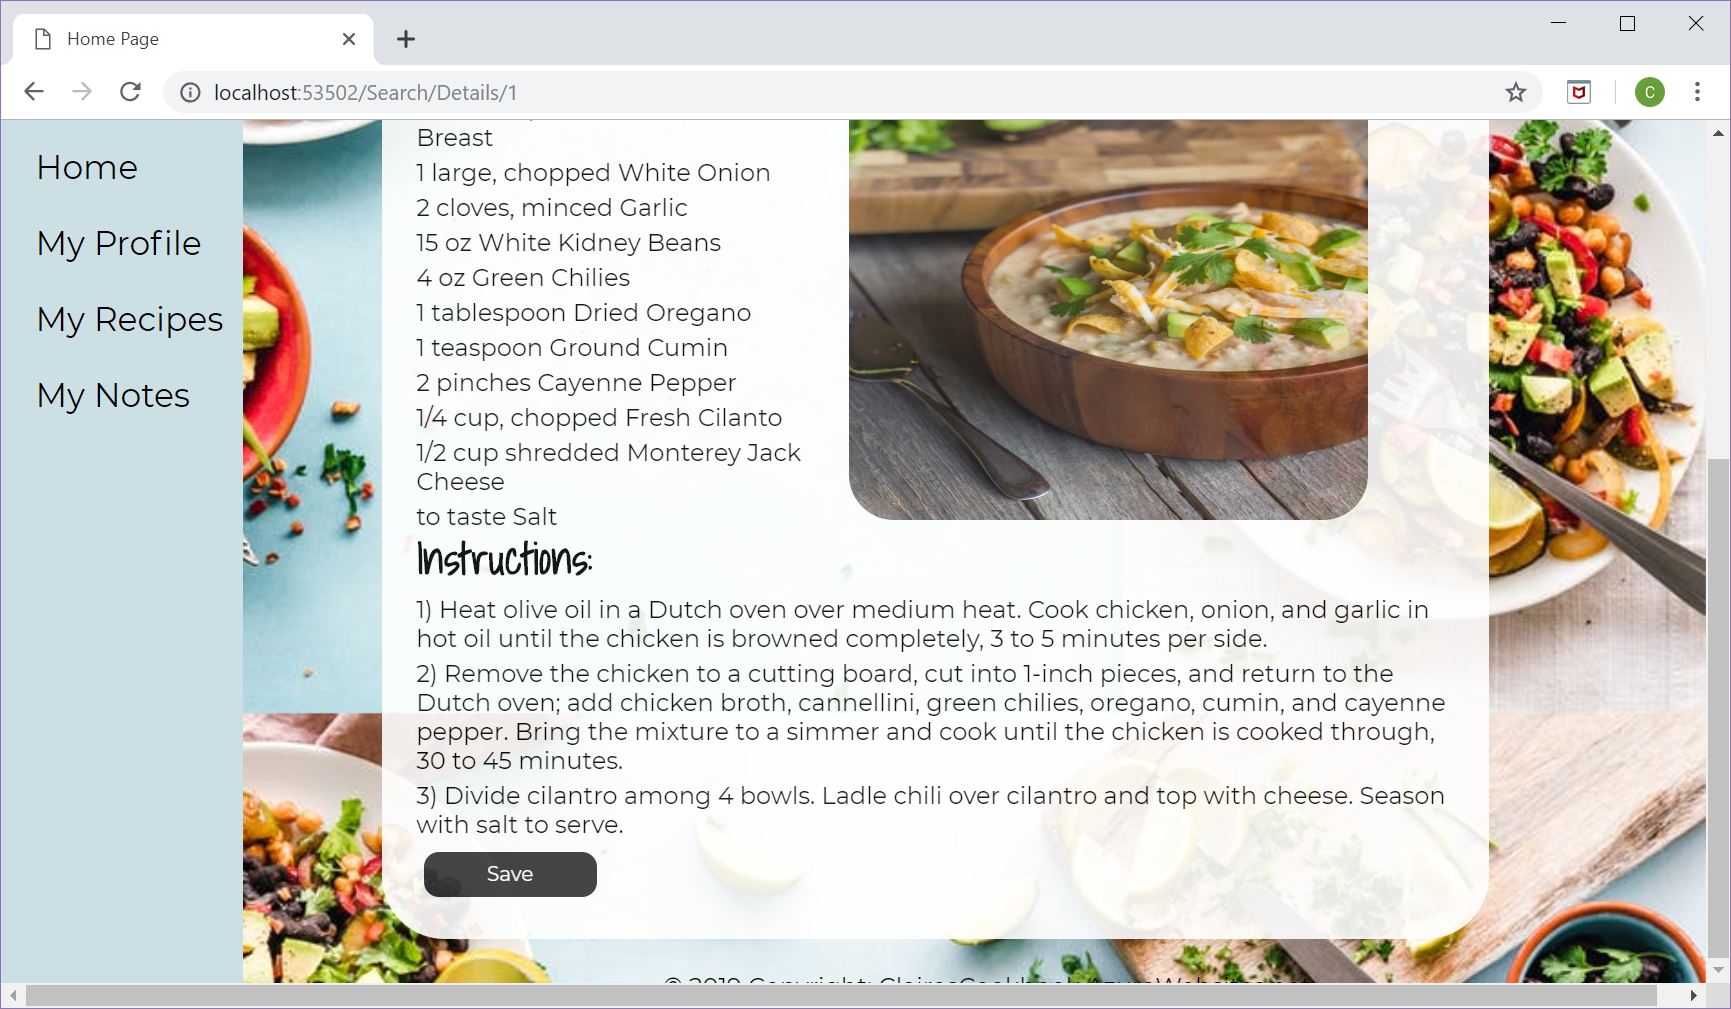 Home Page
localhost:53502/Search/Details/1
C
Home
My Profile
My Recipes
My Notes
Breast
1 large, chopped White Onion
2 cloves, minced Garlic
15 oz White Kidney Beans
4 oz Green Chilies
1 tablespoon Dried Oregano
1 teaspoon Ground Cumin
2 pinches Cayenne Pepper
1/4 cup, chopped Fresh Cilanto
1/2 cup shredded Monterey Jack
Cheese
to taste Salt
Instructions:
1) Heat olive oil in a Dutch oven over medium heat. Cook chicken, onion, and garlic in
hot oil until the chicken is browned completely, 3 to 5 minutes per side.
2) Remove the chicken to a cutting board, cut into 1-inch pieces, and return to the
Dutch oven; add chicken broth, cannellini, green chilies, oregano, cumin, and cayenne
pepper. Bring the mixture to a simmer and cook until the chicken is cooked through,
30 to 45 minutes.
3) Divide cilantro among 4 bowls. Ladle chili over cilantro and top with cheese. Season
with salt to serve.
Save
© 2019 Copyright: